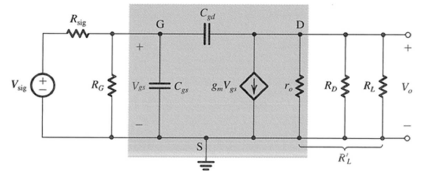 R_sig
G
C_gd
D
+
+
V_sig
+
−
R_G
V_gs
C_gs
g_m V_gs
r_o
R_D
R_L
V_o
−
−
S
R'_L